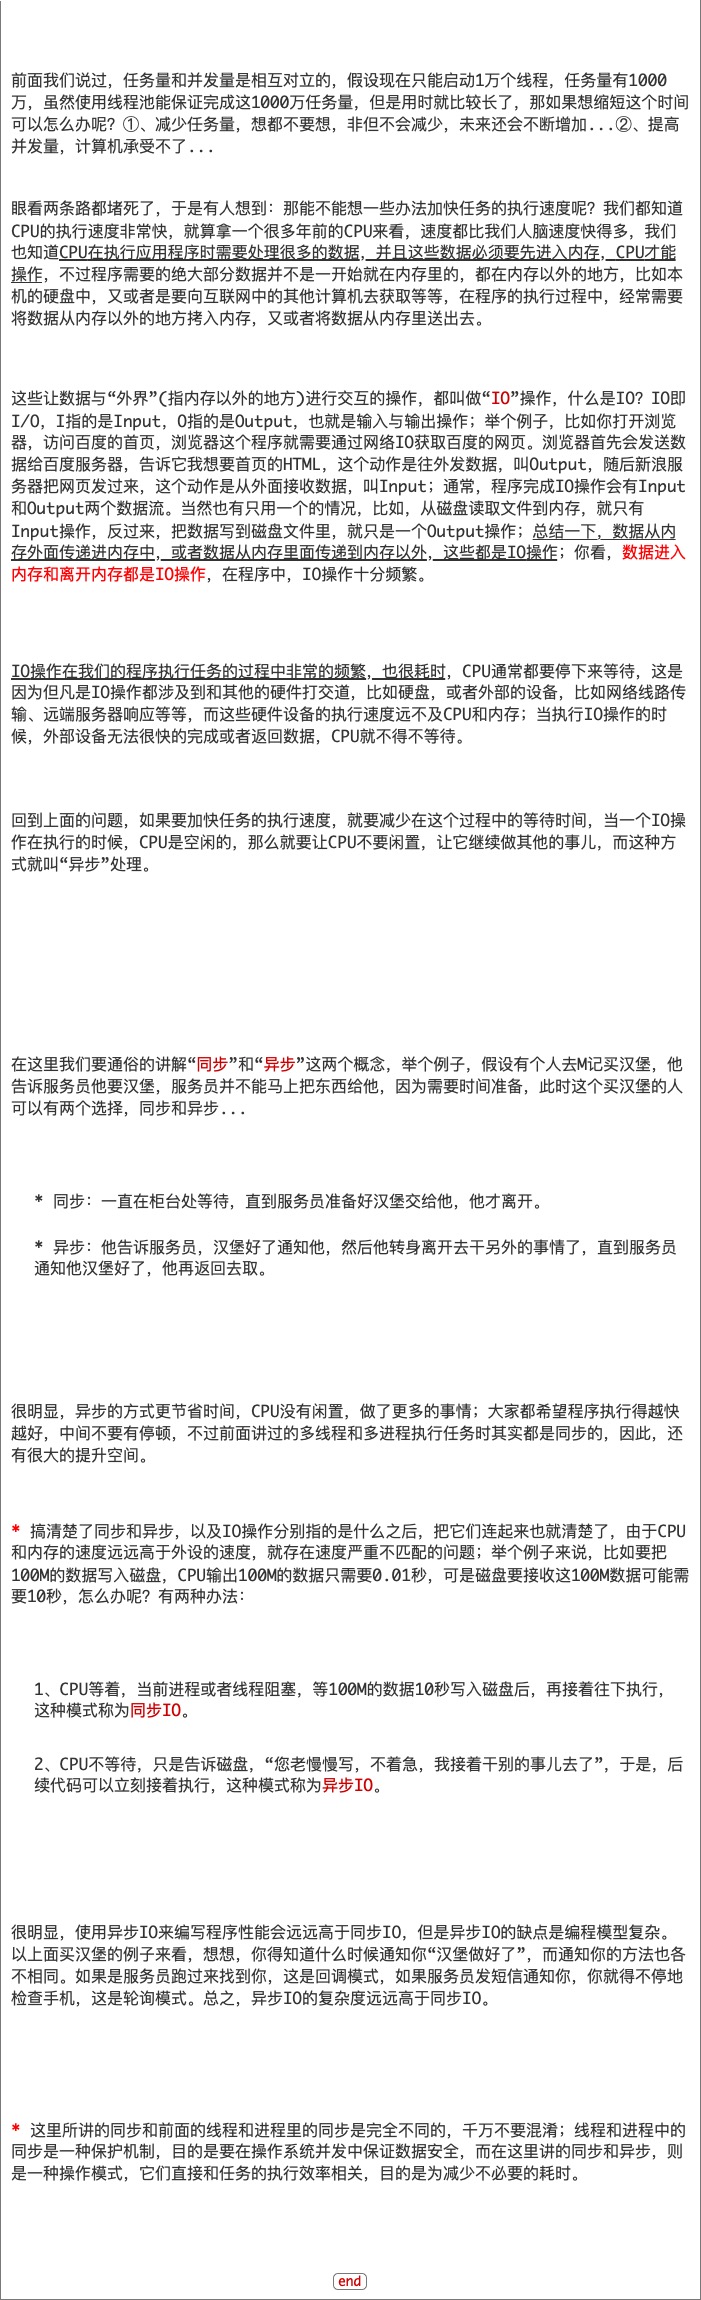 前面我们说过，任务量和并发量是相互对立的，假设现在只能启动1万个线程，任务量有1000
万，虽然使用线程池能保证完成这1000万任务量，但是用时就比较长了，那如果想缩短这个时间
可以怎么办呢？①、减少任务量，想都不要想，非但不会减少，未来还会不断增加...②、提高
并发量，计算机承受不了...
眼看两条路都堵死了，于是有人想到：那能不能想一些办法加快任务的执行速度呢？我们都知道
CPU的执行速度非常快，就算拿一个很多年前的CPU来看，速度都比我们人脑速度快得多，我们
也知道CPU在执行应用程序时需要处理很多的数据，并且这些数据必须要先进入内存，CPU才能
操作，不过程序需要的绝大部分数据并不是一开始就在内存里的，都在内存以外的地方，比如本
机的硬盘中，又或者是要向互联网中的其他计算机去获取等等，在程序的执行过程中，经常需要
将数据从内存以外的地方拷入内存，又或者将数据从内存里送出去。
这些让数据与“外界”(指内存以外的地方)进行交互的操作，都叫做“IO”操作，什么是IO？IO即
I/O，I指的是Input，O指的是Output，也就是输入与输出操作；举个例子，比如你打开浏览
器，访问百度的首页，浏览器这个程序就需要通过网络IO获取百度的网页。浏览器首先会发送数
据给百度服务器，告诉它我想要首页的HTML，这个动作是往外发数据，叫Output，随后新浪服
务器把网页发过来，这个动作是从外面接收数据，叫Input；通常，程序完成IO操作会有Input
和Output两个数据流。当然也有只用一个的情况，比如，从磁盘读取文件到内存，就只有
Input操作，反过来，把数据写到磁盘文件里，就只是一个Output操作；总结一下，数据从内
存外面传递进内存中，或者数据从内存里面传递到内存以外，这些都是IO操作；你看，数据进入
内存和离开内存都是IO操作，在程序中，IO操作十分频繁。
IO操作在我们的程序执行任务的过程中非常的频繁，也很耗时，CPU通常都要停下来等待，这是
因为但凡是IO操作都涉及到和其他的硬件打交道，比如硬盘，或者外部的设备，比如网络线路传
输、远端服务器响应等等，而这些硬件设备的执行速度远不及CPU和内存；当执行IO操作的时
候，外部设备无法很快的完成或者返回数据，CPU就不得不等待。
回到上面的问题，如果要加快任务的执行速度，就要减少在这个过程中的等待时间，当一个IO操
作在执行的时候，CPU是空闲的，那么就要让CPU不要闲置，让它继续做其他的事儿，而这种方
式就叫“异步”处理。
在这里我们要通俗的讲解“同步”和“异步”这两个概念，举个例子，假设有个人去M记买汉堡，他
告诉服务员他要汉堡，服务员并不能马上把东西给他，因为需要时间准备，此时这个买汉堡的人
可以有两个选择，同步和异步...
* 同步：一直在柜台处等待，直到服务员准备好汉堡交给他，他才离开。
* 异步：他告诉服务员，汉堡好了通知他，然后他转身离开去干另外的事情了，直到服务员
通知他汉堡好了，他再返回去取。
很明显，异步的方式更节省时间，CPU没有闲置，做了更多的事情；大家都希望程序执行得越快
越好，中间不要有停顿，不过前面讲过的多线程和多进程执行任务时其实都是同步的，因此，还
有很大的提升空间。
* 搞清楚了同步和异步，以及IO操作分别指的是什么之后，把它们连起来也就清楚了，由于CPU
和内存的速度远远高于外设的速度，就存在速度严重不匹配的问题；举个例子来说，比如要把
100M的数据写入磁盘，CPU输出100M的数据只需要0.01秒，可是磁盘要接收这100M数据可能需
要10秒，怎么办呢？有两种办法：
1、CPU等着，当前进程或者线程阻塞，等100M的数据10秒写入磁盘后，再接着往下执行，
这种模式称为同步IO。
2、CPU不等待，只是告诉磁盘，“您老慢慢写，不着急，我接着干别的事儿去了”，于是，后
续代码可以立刻接着执行，这种模式称为异步IO。
很明显，使用异步IO来编写程序性能会远远高于同步IO，但是异步IO的缺点是编程模型复杂。
以上面买汉堡的例子来看，想想，你得知道什么时候通知你“汉堡做好了”，而通知你的方法也各
不相同。如果是服务员跑过来找到你，这是回调模式，如果服务员发短信通知你，你就得不停地
检查手机，这是轮询模式。总之，异步IO的复杂度远远高于同步IO。
* 这里所讲的同步和前面的线程和进程里的同步是完全不同的，千万不要混淆；线程和进程中的
同步是一种保护机制，目的是要在操作系统并发中保证数据安全，而在这里讲的同步和异步，则
是一种操作模式，它们直接和任务的执行效率相关，目的是为减少不必要的耗时。
end